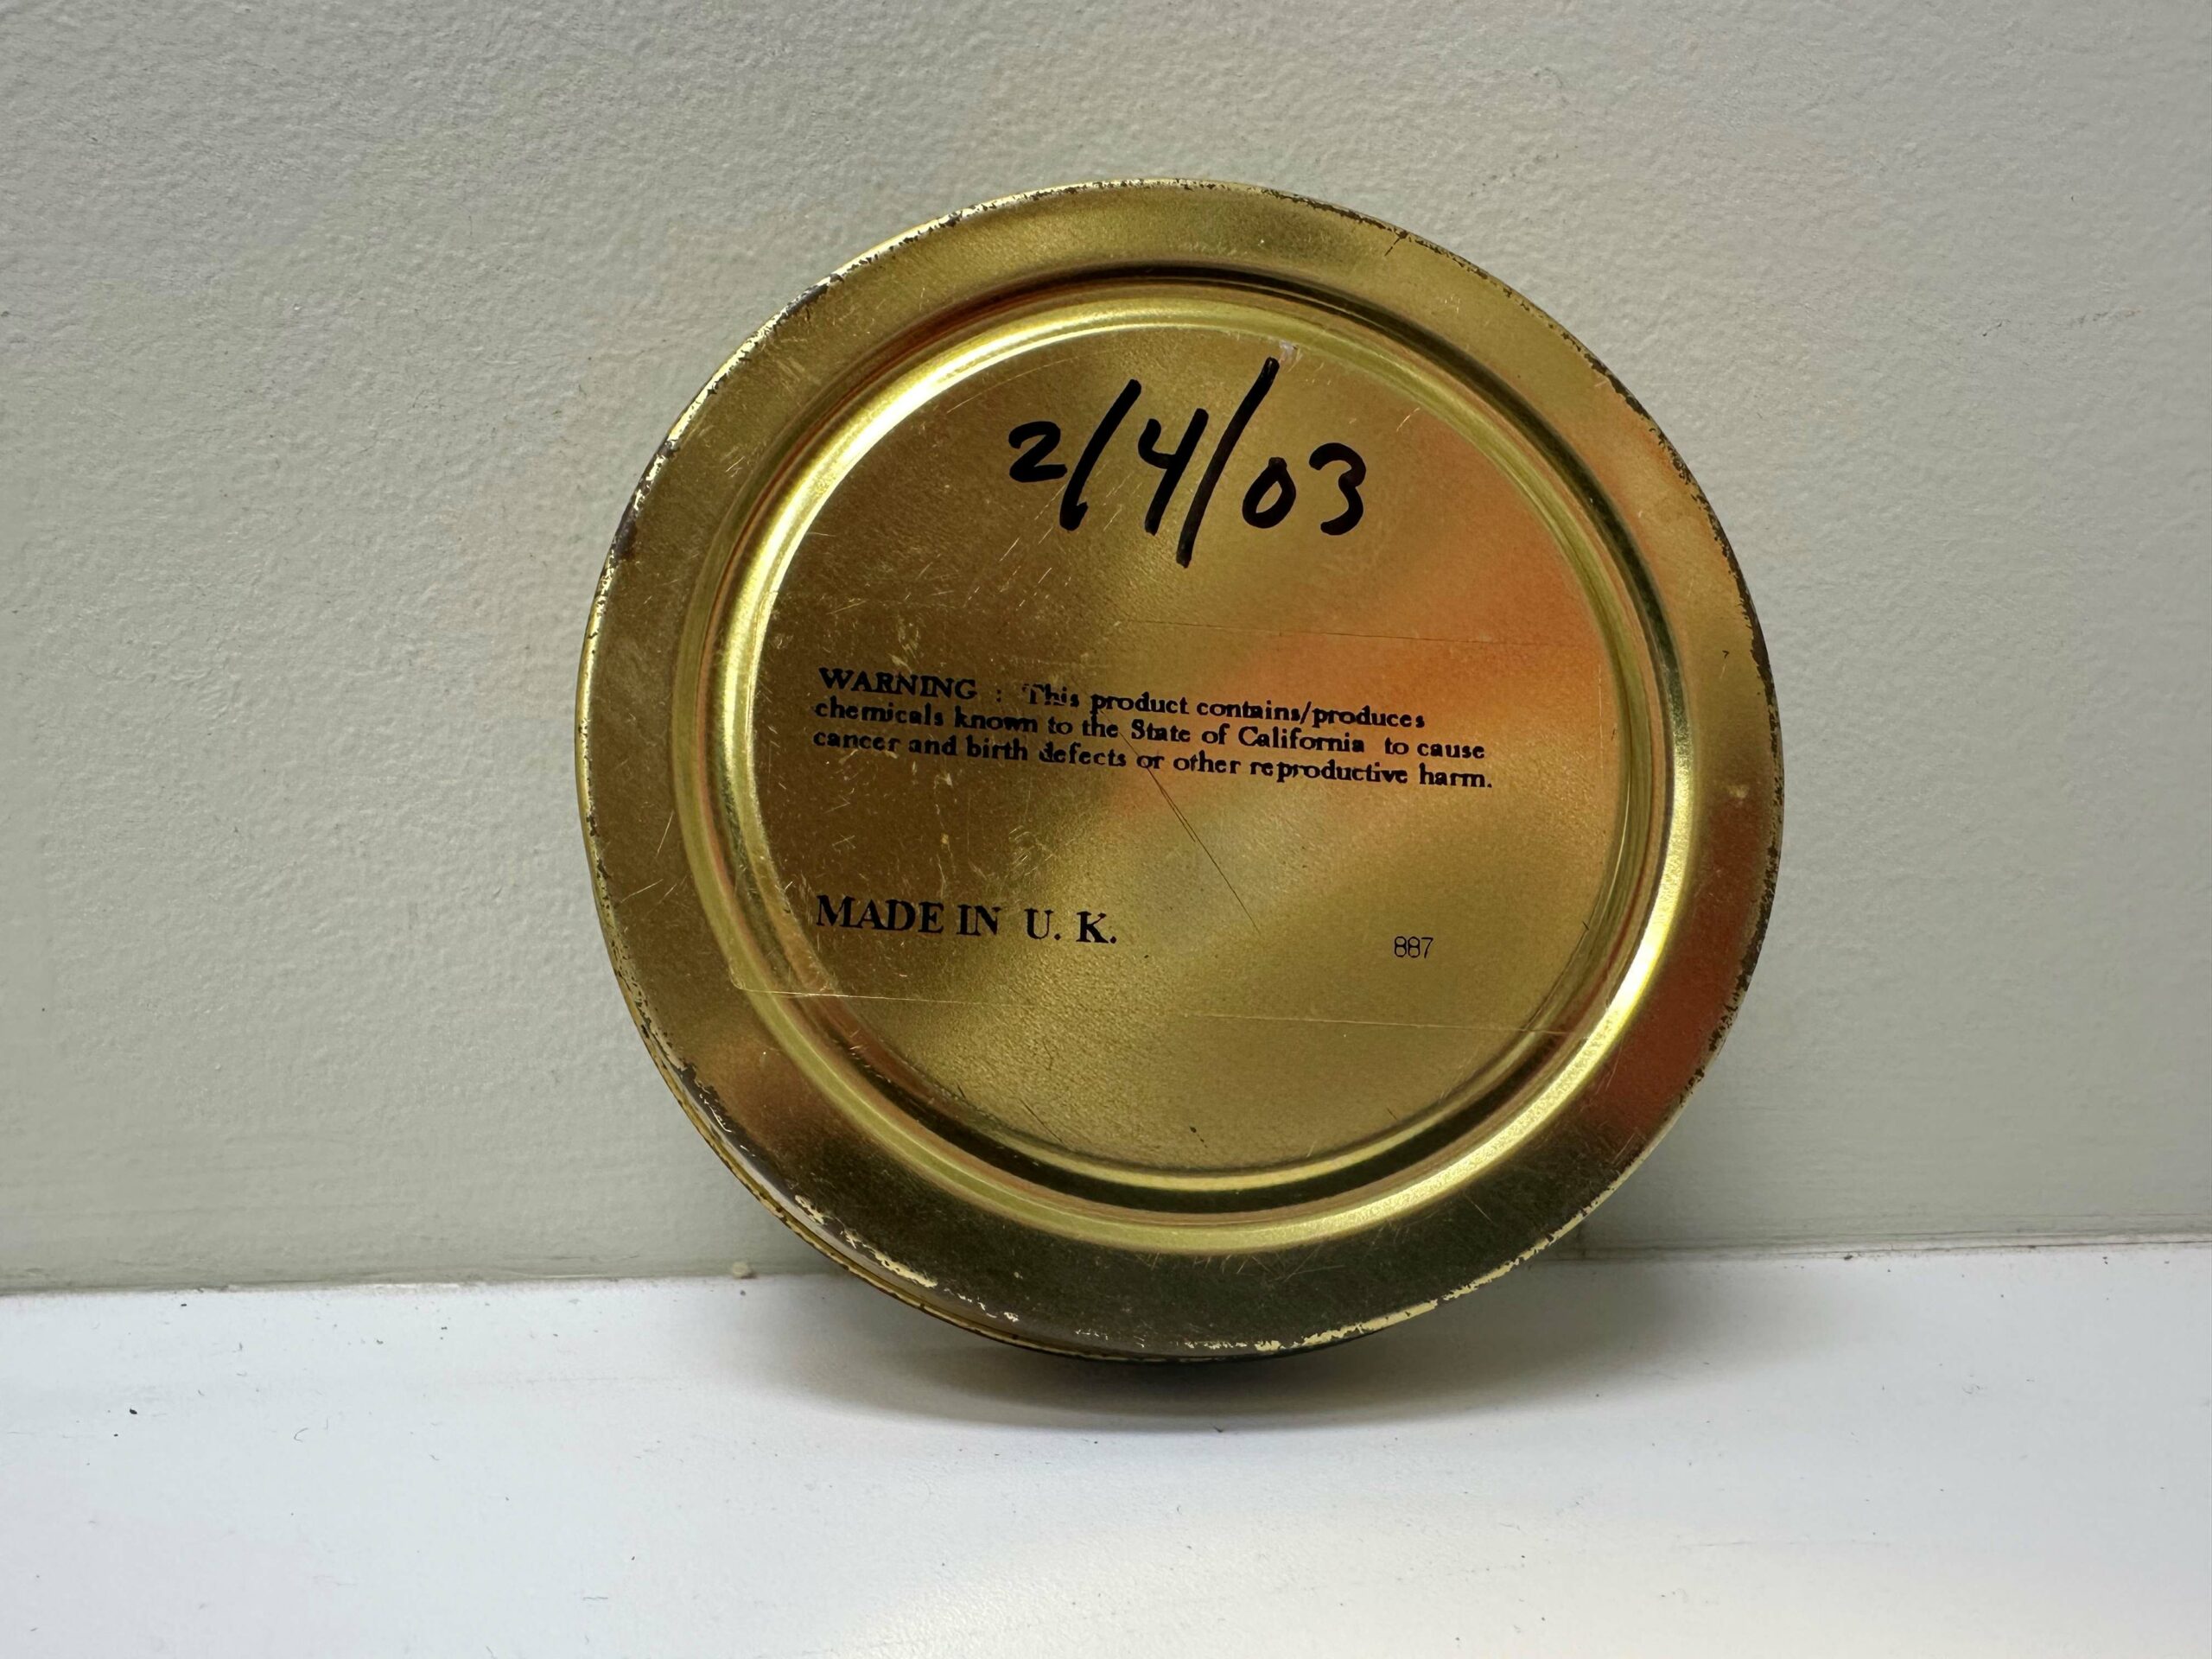 2/4/03
WARNING : This product contains/produces
chemicals known to the State of California to cause
cancer and birth defects or other reproductive harm.
MADE IN U. K.
887